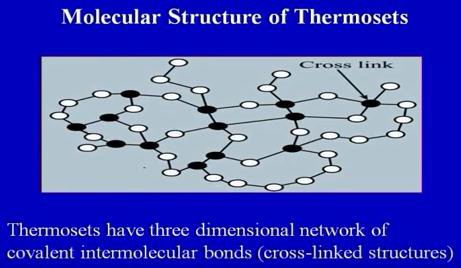 Molecular Structure of Thermosets
Cross link
Thermosets have three dimensional network of
covalent intermolecular bonds (cross-linked structures)